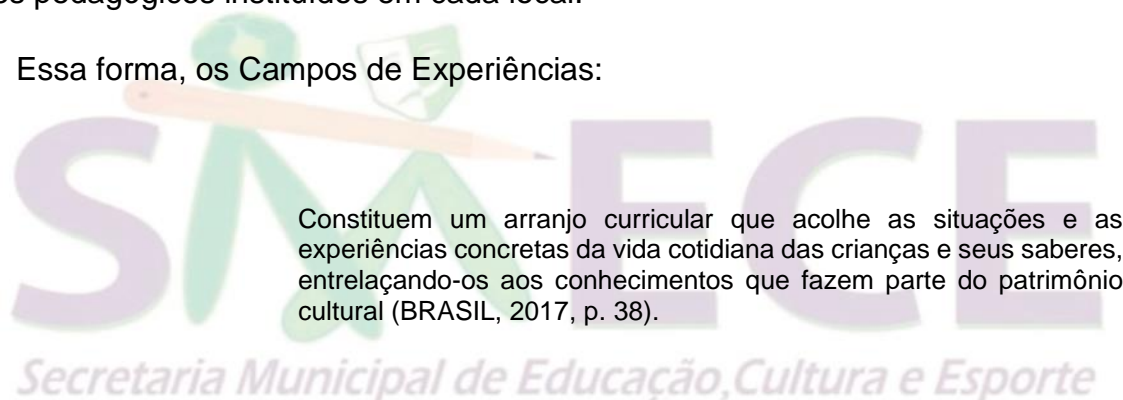 pedagógicos instituídos em cada local.
Essa forma, os Campos de Experiências:
SMECE
Constituem um arranjo curricular que acolhe as situações e as
experiências concretas da vida cotidiana das crianças e seus saberes,
entrelaçando-os aos conhecimentos que fazem parte do patrimônio
cultural (BRASIL, 2017, p. 38).
Secretaria Municipal de Educação,Cultura e Esporte